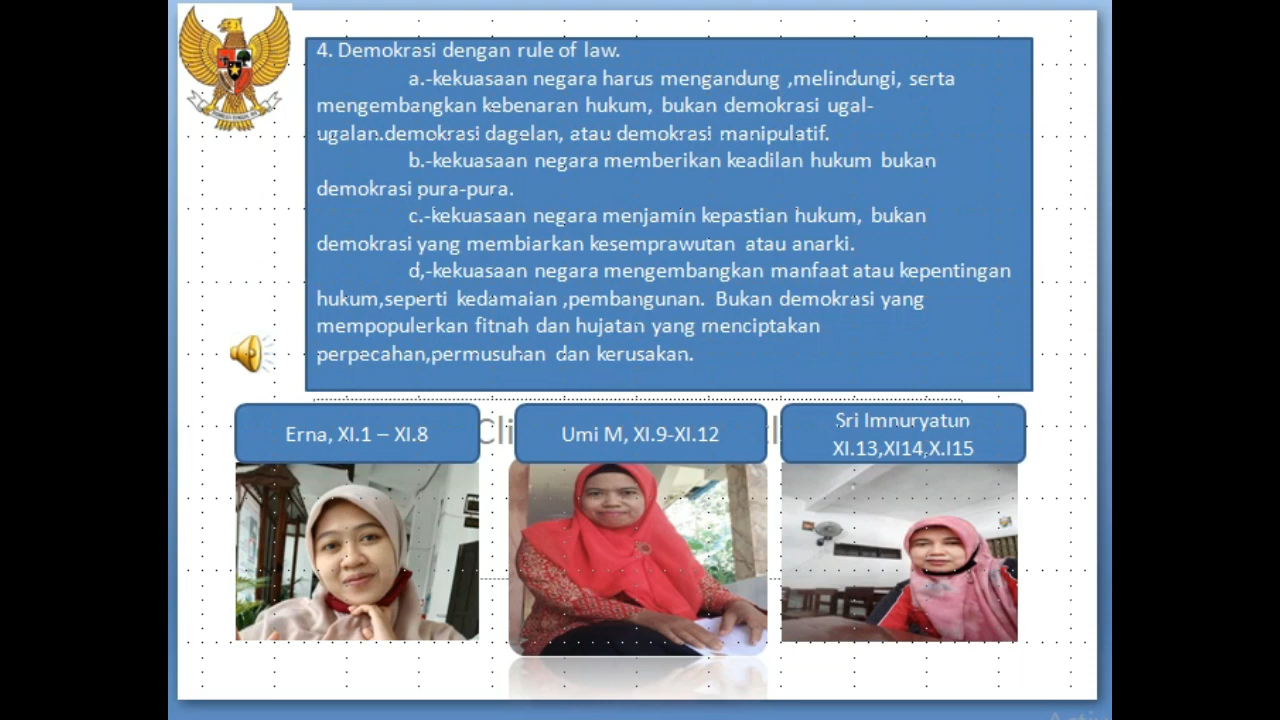 4. Demokrasi dengan rule of law.
a.-kekuasaan negara harus mengandung ,melindungi, serta
mengembangkan kebenaran hukum, bukan demokrasi ugal-
ugalan.demokrasi dagelan, atau demokrasi manipulatif.
b.-kekuasaan negara memberikan keadilan hukum bukan
demokrasi pura-pura.
c.-kekuasaan negara menjamin kepastian hukum, bukan
demokrasi yang membiarkan kesemprawutan atau anarki.
d,-kekuasaan negara mengembangkan manfaat atau kepentingan
hukum,seperti kedamaian ,pembangunan. Bukan demokrasi yang
mempopulerkan fitnah dan hujatan yang menciptakan
perpecahan,permusuhan dan kerusakan.
Erna, XI.1 – XI.8
Umi M, XI.9-XI.12
Sri Imnuryatun
XI.13,XI14,X.I15